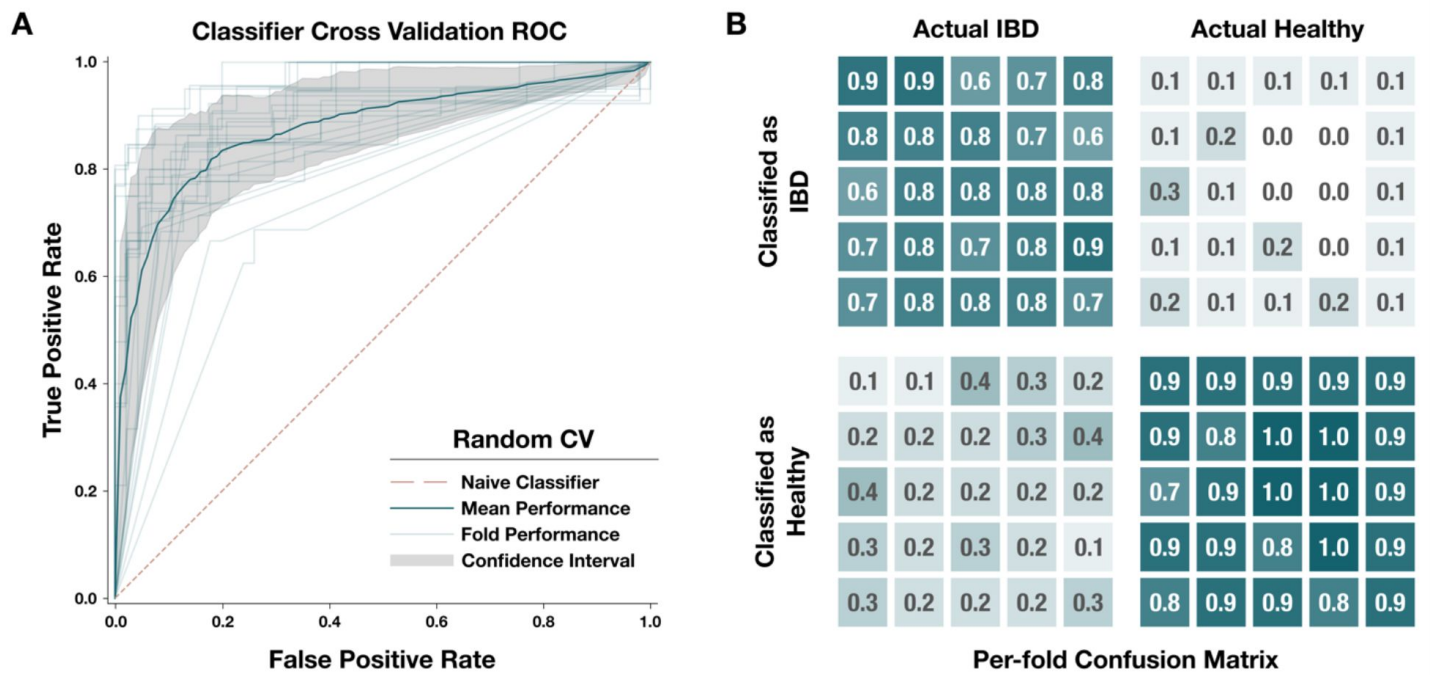 A
Classifier Cross Validation ROC
1.0
0.8
0.6
0.4
0.2
0.0
True Positive Rate
0.0 0.2 0.4 0.6 0.8 1.0
False Positive Rate
Random CV
Naive Classifier
Mean Performance
Fold Performance
Confidence Interval
B
Actual IBD Actual Healthy
Classified as
IBD
0.9 0.9 0.6 0.7 0.8 0.1 0.1 0.1 0.1 0.1
0.8 0.8 0.8 0.7 0.6 0.1 0.2 0.0 0.0 0.1
0.6 0.8 0.8 0.8 0.8 0.3 0.1 0.0 0.0 0.1
0.7 0.8 0.7 0.8 0.9 0.1 0.1 0.2 0.0 0.1
0.7 0.8 0.8 0.8 0.7 0.2 0.1 0.1 0.2 0.1
Classified as
Healthy
0.1 0.1 0.4 0.3 0.2 0.9 0.9 0.9 0.9 0.9
0.2 0.2 0.2 0.3 0.4 0.9 0.8 1.0 1.0 0.9
0.4 0.2 0.2 0.2 0.2 0.7 0.9 1.0 1.0 0.9
0.3 0.2 0.3 0.2 0.1 0.9 0.9 0.8 1.0 0.9
0.3 0.2 0.2 0.2 0.3 0.8 0.9 0.9 0.8 0.9
Per-fold Confusion Matrix